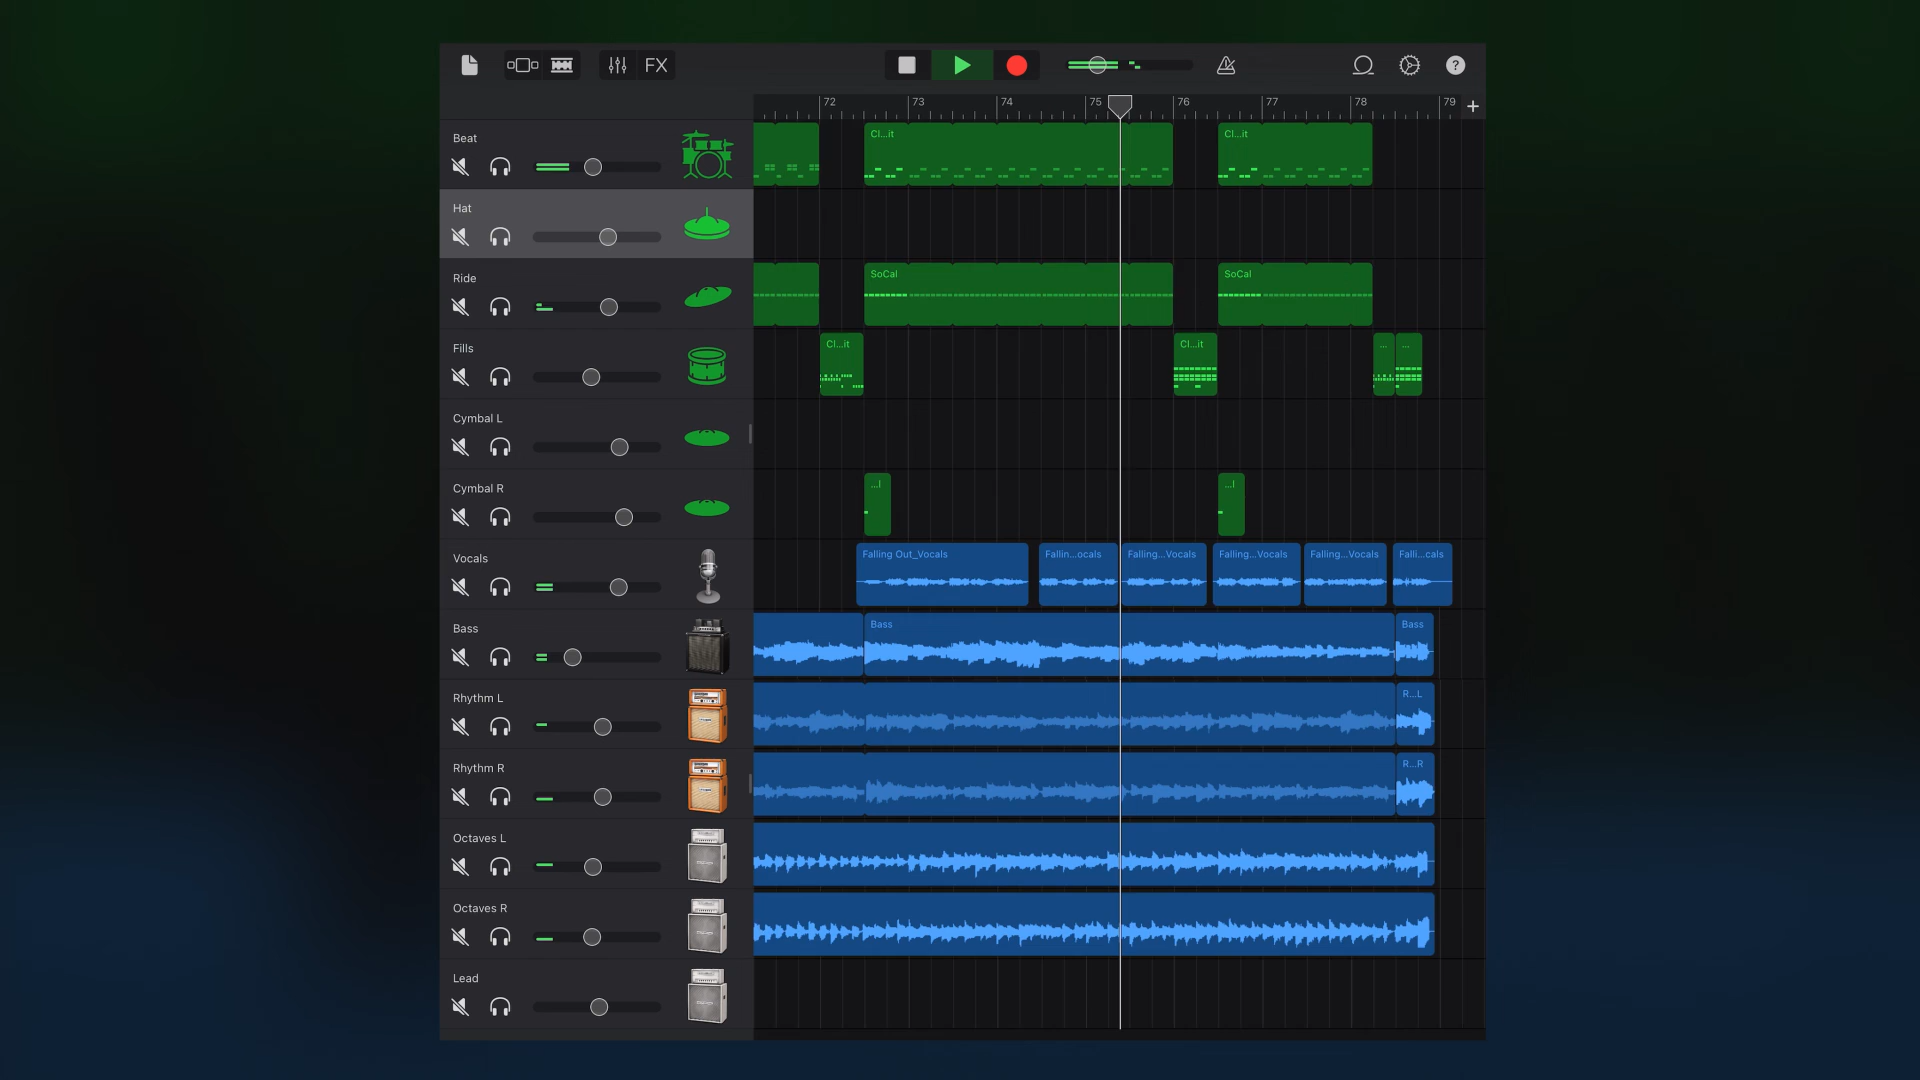 FX
?
72 73 74 75 76 77 78 79 +
Beat
Cl...it Cl...it
Hat
Ride
SoCal SoCal
Fills
Cl...it Cl...it ... ...
Cymbal L
Cymbal R
...l ...l
Vocals
Falling Out_Vocals Fallin...ocals Falling...Vocals Falling...Vocals Falling...Vocals Falli...cals
Bass
Bass Bass
Rhythm L
R...L
Rhythm R
R...R
Octaves L
Octaves R
Lead